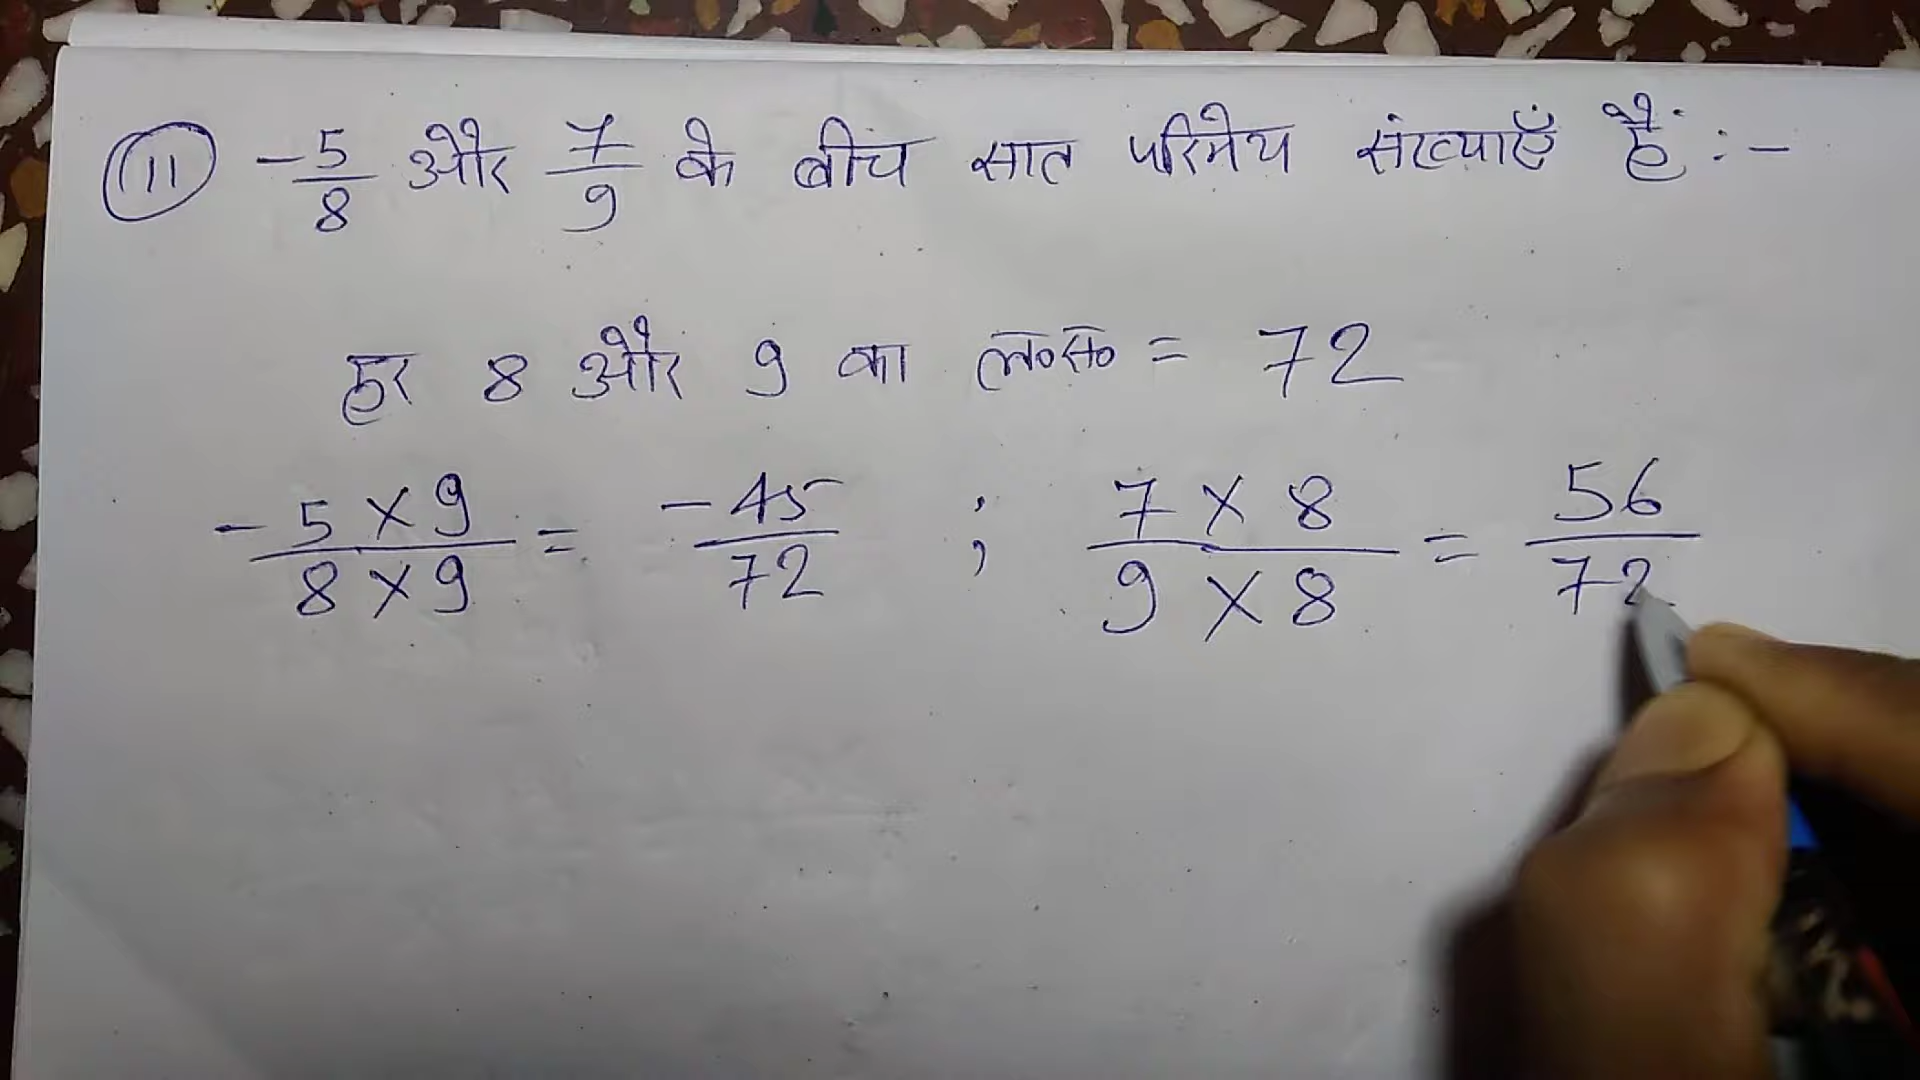 (11) -5/8 और 7/9 के बीच सात परिमेय संख्याएँ हैं :-
हर 8 और 9 का ल०स० = 72
-5×9/8×9 = -45/72 ; 7×8/9×8 = 56/72